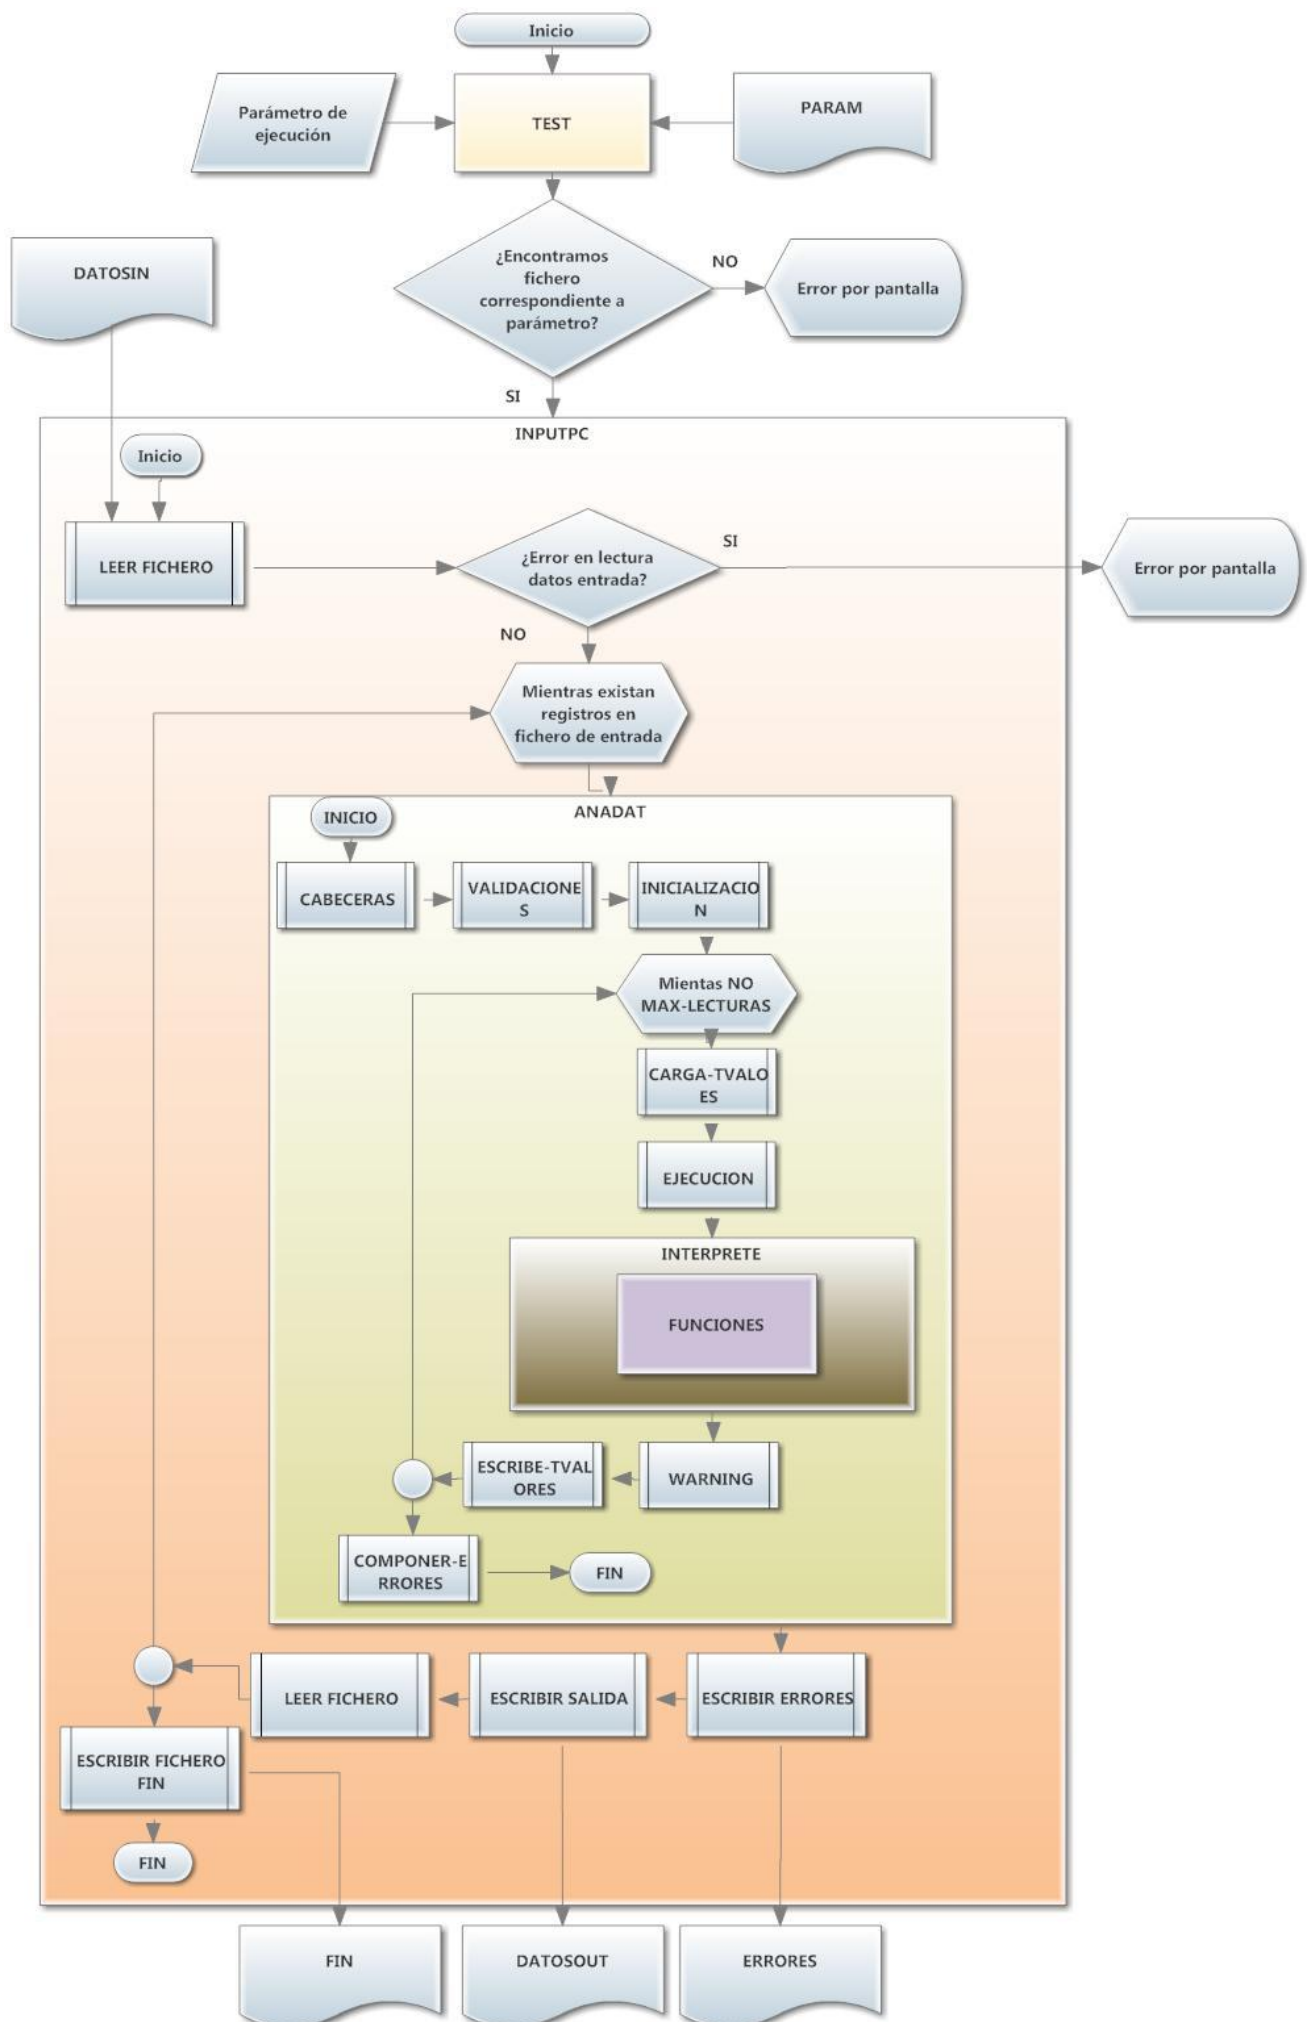 Inicio
Parámetro de
ejecución
TEST
PARAM
DATOSIN
¿Encontramos
fichero
correspondiente a
parámetro?
NO
Error por pantalla
SI
INPUTPC
Inicio
LEER FICHERO
¿Error en lectura
datos entrada?
SI
Error por pantalla
NO
Mientras existan
registros en
fichero de entrada
ANADAT
INICIO
CABECERAS
VALIDACIONE
S
INICIALIZACIO
N
Mientas NO
MAX-LECTURAS
CARGA-TVALO
ES
EJECUCION
INTERPRETE
FUNCIONES
ESCRIBE-TVAL
ORES
WARNING
COMPONER-E
RRORES
FIN
LEER FICHERO
ESCRIBIR SALIDA
ESCRIBIR ERRORES
ESCRIBIR FICHERO
FIN
FIN
FIN
DATOSOUT
ERRORES